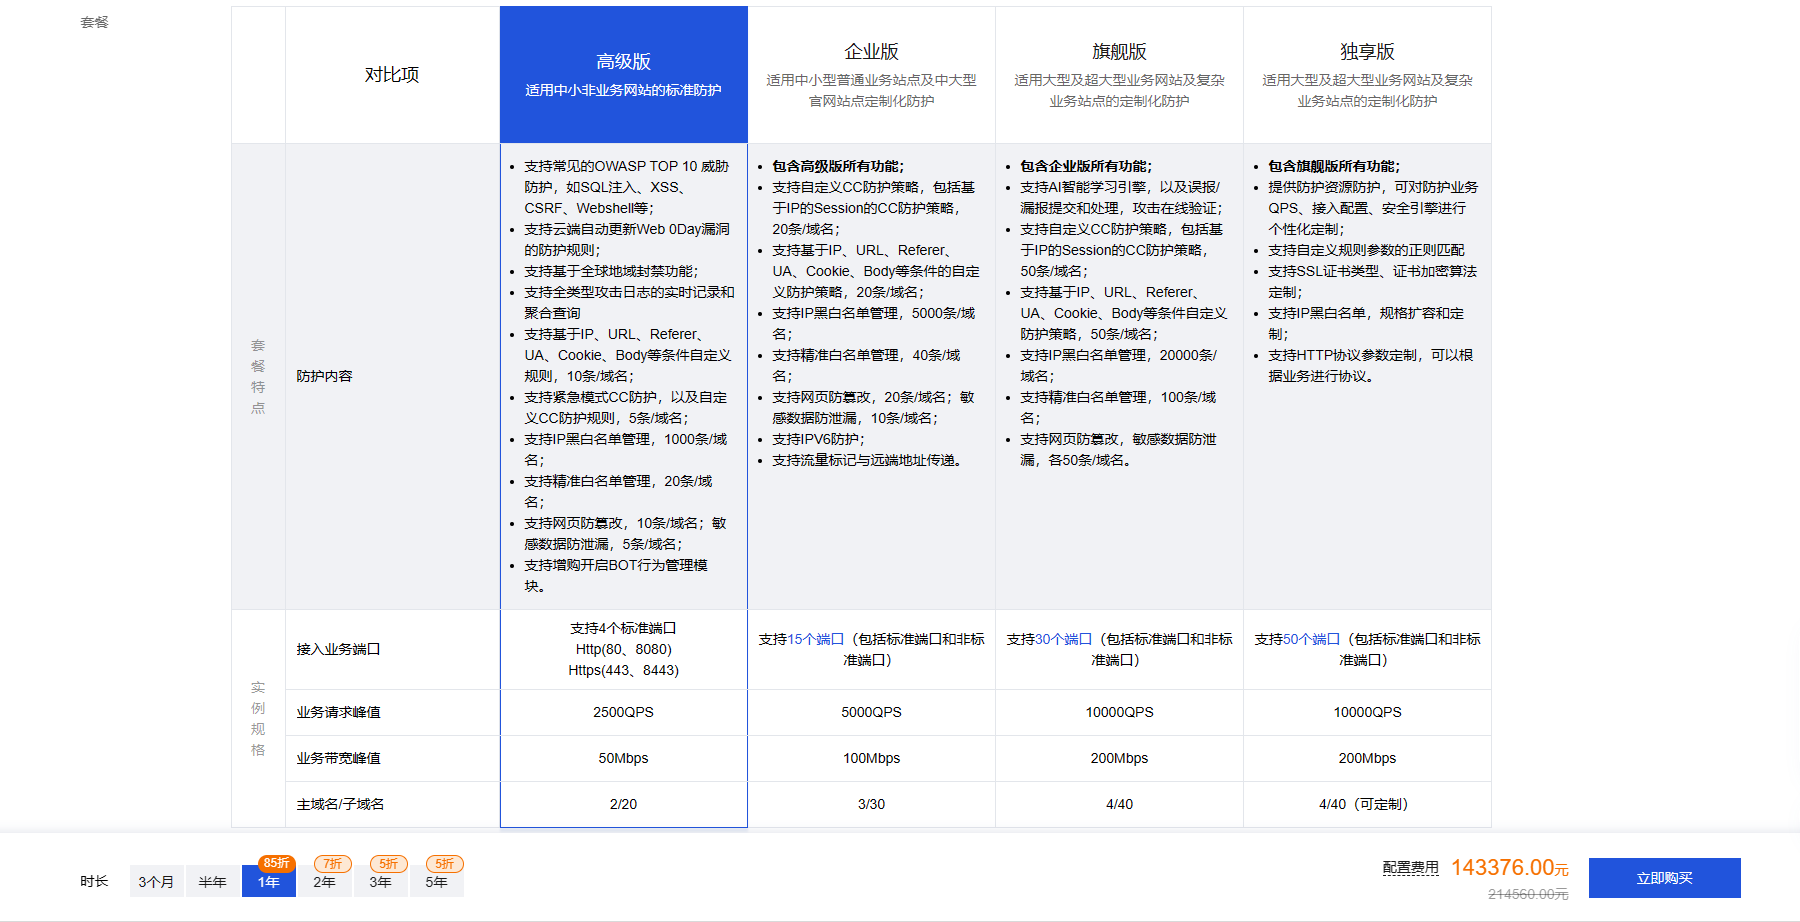 套餐
对比项
高级版
适用中小非业务网站的标准防护
企业版
适用中小型普通业务站点及中大型
官网站点定制化防护
旗舰版
适用大型及超大型业务网站及复杂
业务站点的定制化防护
独享版
适用大型及超大型业务网站及复杂
业务站点的定制化防护
套餐特点
防护内容
支持常见的OWASP TOP 10 威胁
防护，如SQL注入、XSS、
CSRF、Webshell等；
支持云端自动更新Web 0Day漏洞
的防护规则；
支持基于全球地域封禁功能；
支持全类型攻击日志的实时记录和
聚合查询
支持基于IP、URL、Referer、
UA、Cookie、Body等条件自定义
规则，10条/域名；
支持紧急模式CC防护，以及自定
义CC防护规则，5条/域名；
支持IP黑白名单管理，1000条/域
名；
支持精准白名单管理，20条/域
名；
支持网页防篡改，10条/域名；敏
感数据防泄漏，5条/域名；
支持增购开启BOT行为管理模
块。
包含高级版所有功能；
支持自定义CC防护策略，包括基
于IP的Session的CC防护策略，
20条/域名；
支持基于IP、URL、Referer、
UA、Cookie、Body等条件的自定
义防护策略，20条/域名；
支持IP黑白名单管理，5000条/域
名；
支持精准白名单管理，40条/域
名；
支持网页防篡改，20条/域名；敏
感数据防泄漏，10条/域名；
支持IPV6防护；
支持流量标记与远端地址传递。
包含企业版所有功能；
支持AI智能学习引擎，以及误报/
漏报提交和处理，攻击在线验证；
支持自定义CC防护策略，包括基
于IP的Session的CC防护策略，
50条/域名；
支持基于IP、URL、Referer、
UA、Cookie、Body等条件自定义
防护策略，50条/域名；
支持IP黑白名单管理，20000条/
域名；
支持精准白名单管理，100条/域
名；
支持网页防篡改，敏感数据防泄
漏，各50条/域名。
包含旗舰版所有功能；
提供防护资源防护，可对防护业务
QPS、接入配置、安全引擎进行
个性化定制；
支持自定义规则参数的正则匹配
支持SSL证书类型、证书加密算法
定制；
支持IP黑白名单，规格扩容和定
制；
支持HTTP协议参数定制，可以根
据业务进行协议。
实例规格
接入业务端口
支持4个标准端口
Http(80、8080)
Https(443、8443)
支持15个端口（包括标准端口和非标
准端口）
支持30个端口（包括标准端口和非标
准端口）
支持50个端口（包括标准端口和非标
准端口）
业务请求峰值
2500QPS
5000QPS
10000QPS
10000QPS
业务带宽峰值
50Mbps
100Mbps
200Mbps
200Mbps
主域名/子域名
2/20
3/30
4/40
4/40（可定制）
时长
3个月
半年
85折
1年
7折
2年
5折
3年
5折
5年
配置费用
143376.00元
214560.00元
立即购买